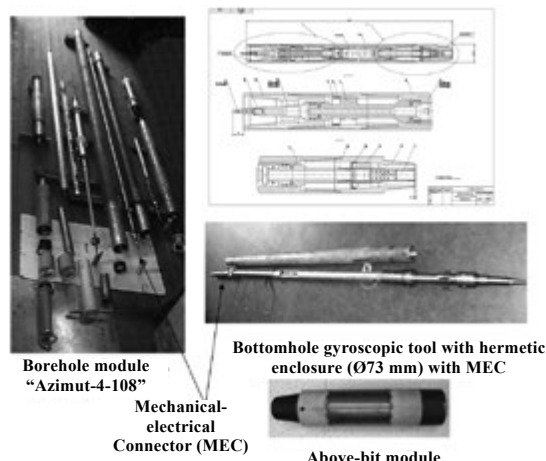 Borehole module
“Azimut-4-108”
Mechanical-
electrical
Connector (MEC)
Bottomhole gyroscopic tool with hermetic
enclosure (Ø73 mm) with MEC
Above-bit module